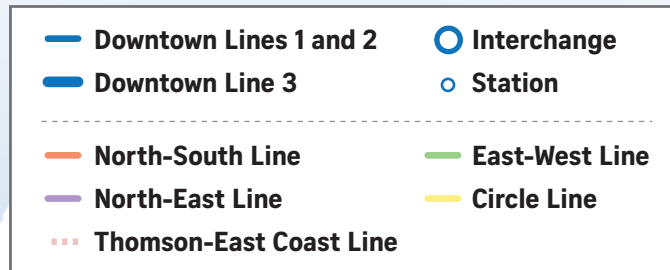 Downtown Lines 1 and 2
Interchange
Downtown Line 3
Station
North-South Line
East-West Line
North-East Line
Circle Line
Thomson-East Coast Line